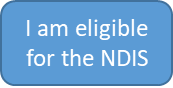 I am eligible
for the NDIS